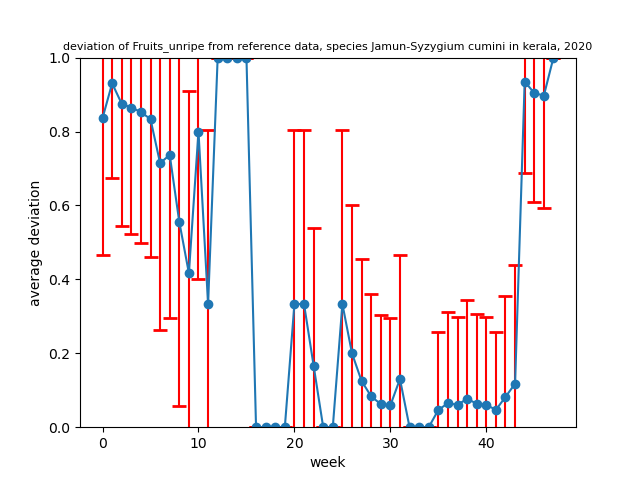 deviation of Fruits_unripe from reference data, species Jamun-Syzygium cumini in kerala, 2020
1.0
0.8
0.6
0.4
0.2
0.0
average deviation
0 10 20 30 40
week